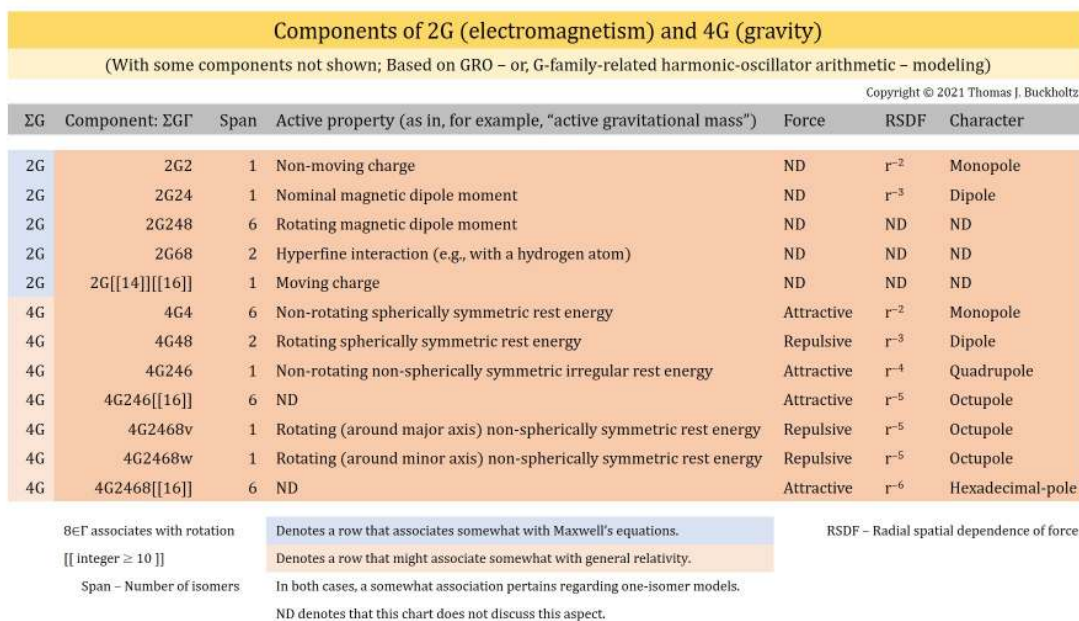 Components of 2G (electromagnetism) and 4G (gravity)
(With some components not shown; Based on GRO – or, G-family-related harmonic-oscillator arithmetic – modeling)
Copyright © 2021 Thomas J. Buckholtz
ΣG Component: ΣGΓ Span Active property (as in, for example, “active gravitational mass”) Force RSDF Character
2G 2G2 1 Non-moving charge ND r⁻² Monopole
2G 2G24 1 Nominal magnetic dipole moment ND r⁻³ Dipole
2G 2G248 6 Rotating magnetic dipole moment ND ND ND
2G 2G68 2 Hyperfine interaction (e.g., with a hydrogen atom) ND ND ND
2G 2G[[14]][[16]] 1 Moving charge ND ND ND
4G 4G4 6 Non-rotating spherically symmetric rest energy Attractive r⁻² Monopole
4G 4G48 2 Rotating spherically symmetric rest energy Repulsive r⁻³ Dipole
4G 4G246 1 Non-rotating non-spherically symmetric irregular rest energy Attractive r⁻⁴ Quadrupole
4G 4G246[[16]] 6 ND Attractive r⁻⁵ Octupole
4G 4G2468v 1 Rotating (around major axis) non-spherically symmetric rest energy Repulsive r⁻⁵ Octupole
4G 4G2468w 1 Rotating (around minor axis) non-spherically symmetric rest energy Repulsive r⁻⁵ Octupole
4G 4G2468[[16]] 6 ND Attractive r⁻⁶ Hexadecimal-pole
8∈Γ associates with rotation Denotes a row that associates somewhat with Maxwell’s equations. RSDF – Radial spatial dependence of force
[[ integer ≥ 10 ]] Denotes a row that might associate somewhat with general relativity.
Span – Number of isomers In both cases, a somewhat association pertains regarding one-isomer models.
ND denotes that this chart does not discuss this aspect.